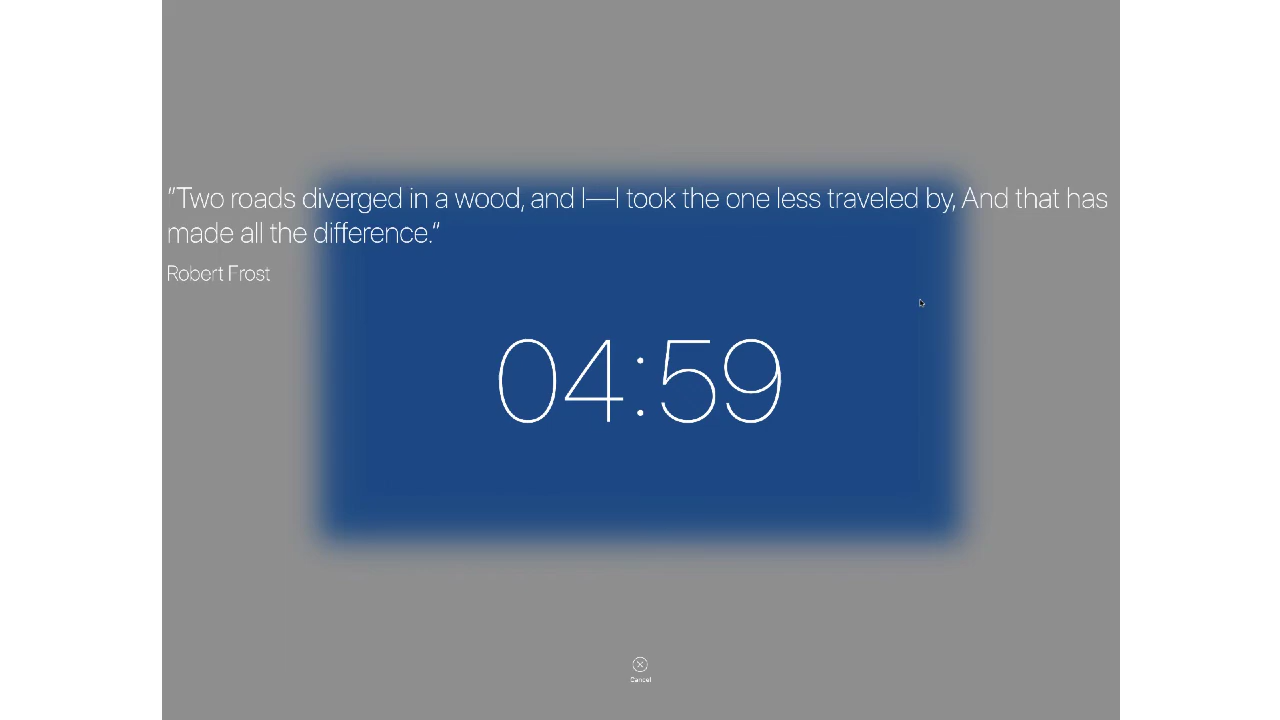 "Two roads diverged in a wood, and I—I took the one less traveled by, And that has
made all the difference."
Robert Frost
04:59
Cancel